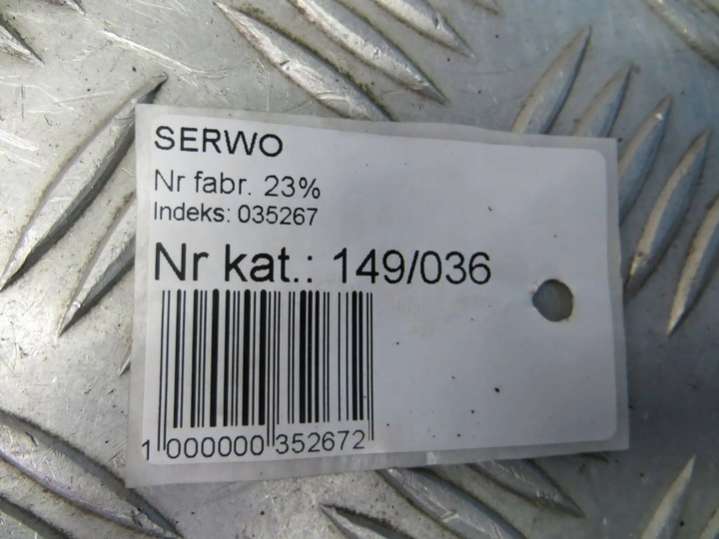 SERWO
Nr fabr. 23%
Indeks: 035267
Nr kat.: 149/036
1 000000 352672